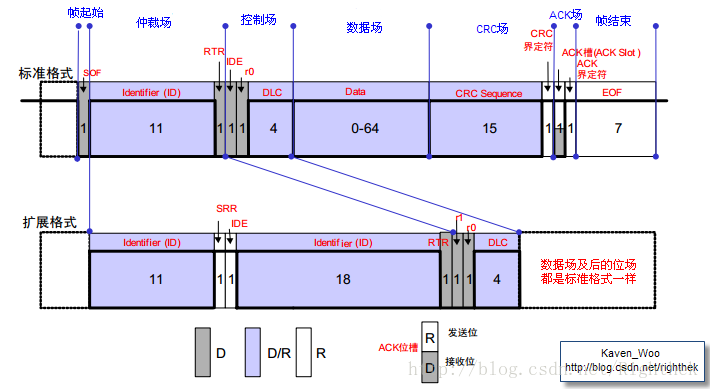 帧起始
仲裁场
控制场
数据场
CRC场
ACK场
帧结束
标准格式
SOF
RTR
IDE
r0
CRC
界定符
ACK槽(ACK Slot)
ACK
界定符
Identifier (ID)
DLC
Data
CRC Sequence
EOF
1
11
1
1
1
4
0-64
15
1
1
1
7
扩展格式
SRR
IDE
r1
r0
Identifier (ID)
Identifier (ID)
RTR
DLC
11
1
1
18
1
1
1
4
数据场及后的位场
都是标准格式一样
D
D/R
R
ACK位槽
R
发送位
D
接收位
http://blog.csdn.net/Rightek
Kaven_Woo
http://blog.csdn.net/righthek